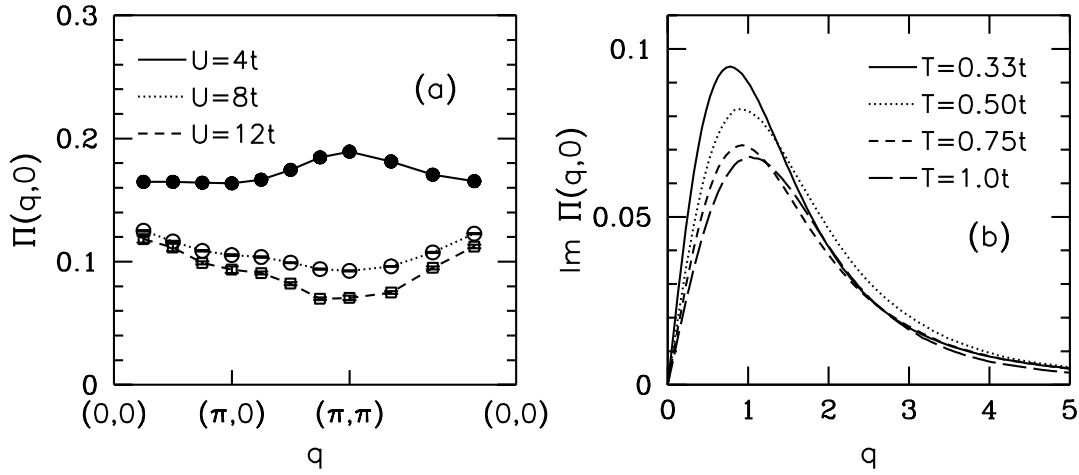 0.3
U=4t
U=8t
U=12t
(a)
0.2
0.1
0
Π(q,0)
(0,0)
(π,0)
(π,π)
(0,0)
q
0.1
T=0.33t
T=0.50t
T=0.75t
T=1.0t
(b)
0.05
0
Im Π(q,0)
0
1
2
3
4
5
q